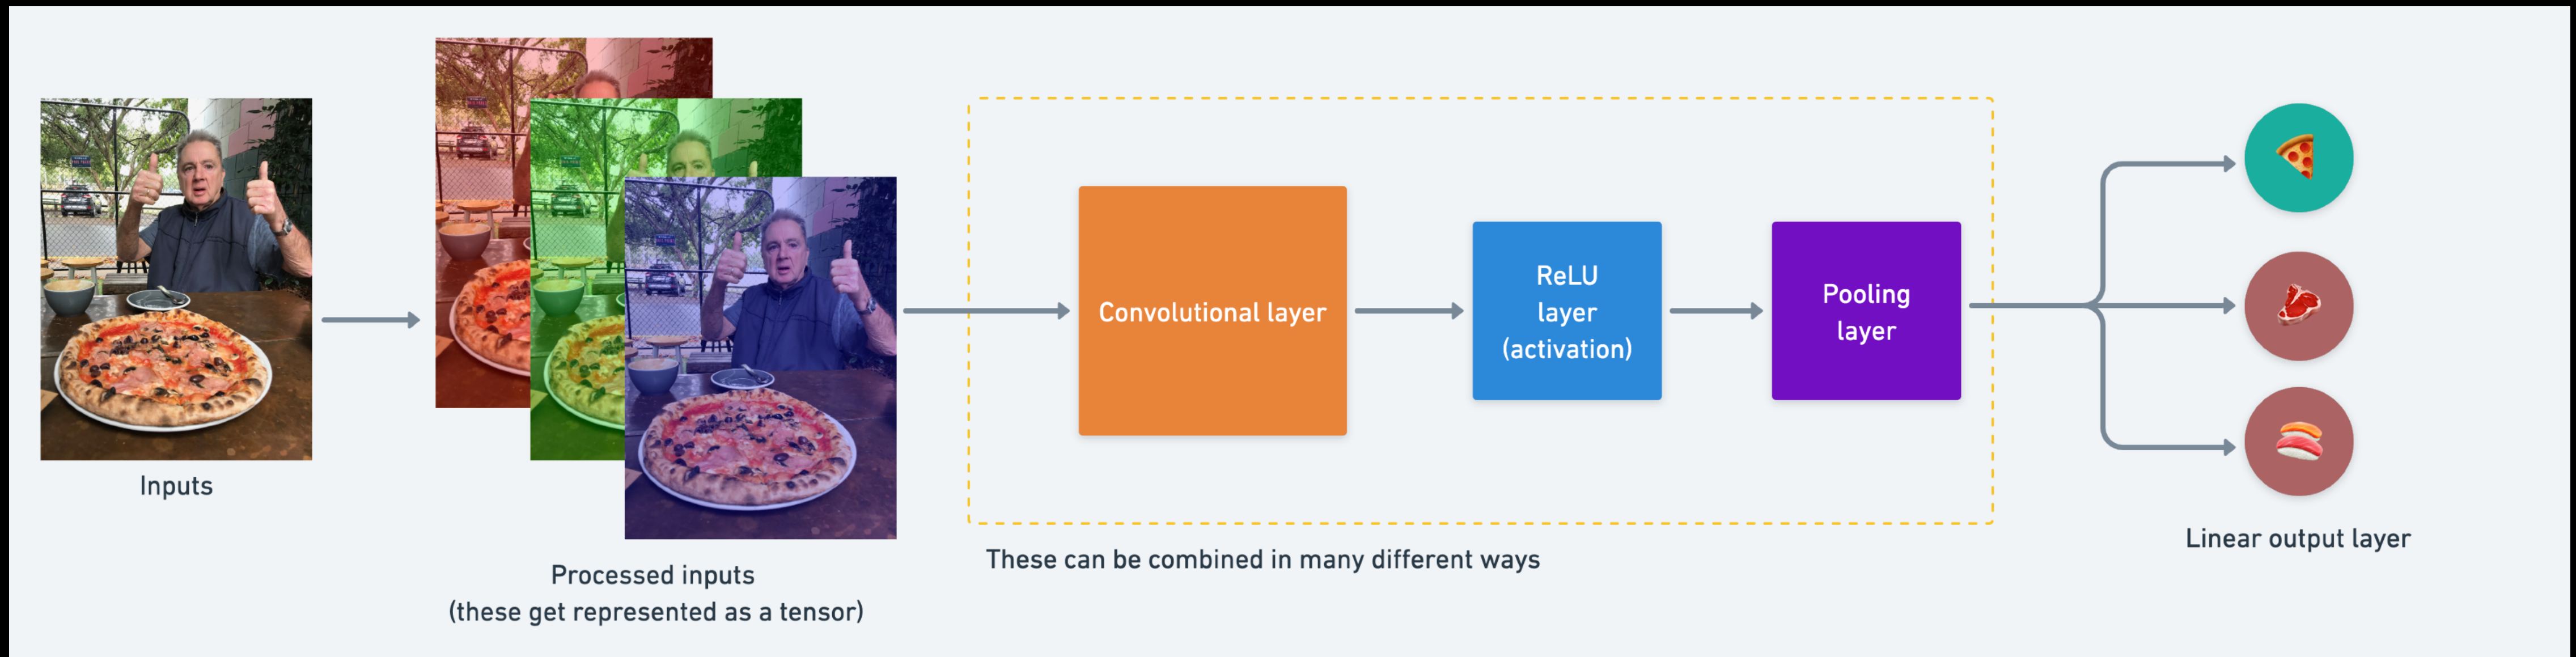 Inputs
Processed inputs
(these get represented as a tensor)
Convolutional layer
ReLU
layer
(activation)
Pooling
layer
These can be combined in many different ways
Linear output layer